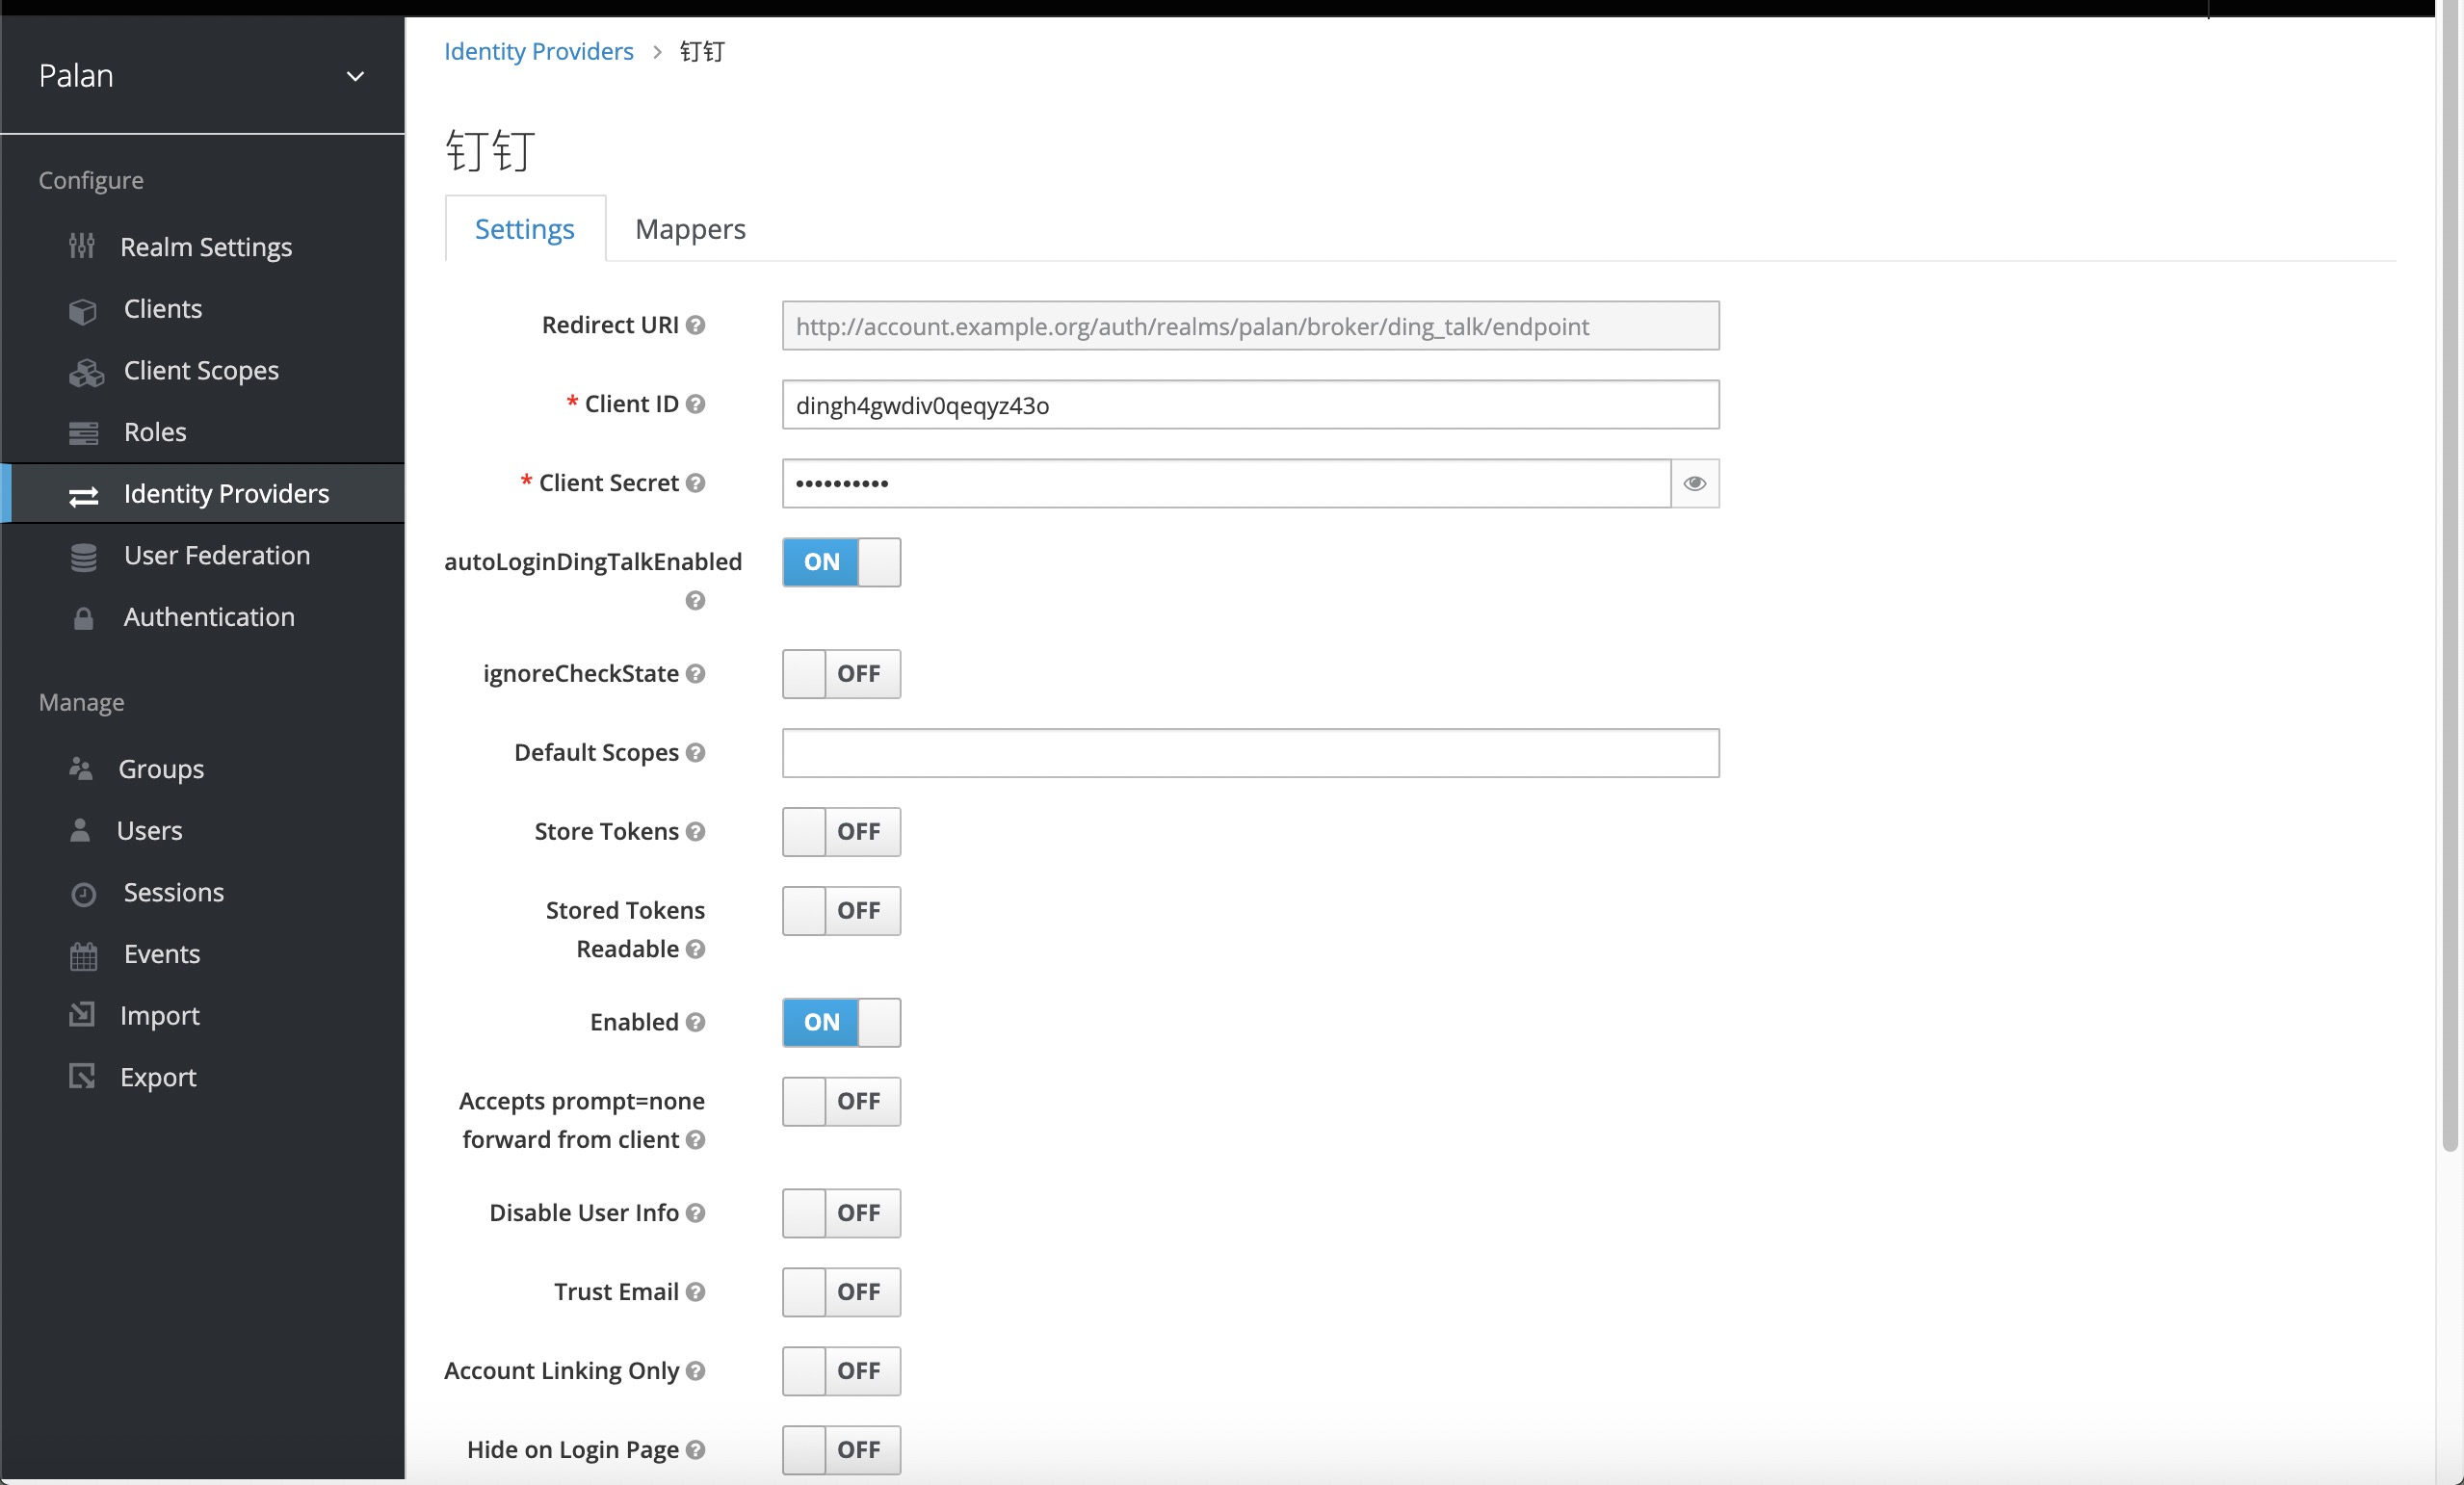 Palan
Configure
Realm Settings
Clients
Client Scopes
Roles
Identity Providers
User Federation
Authentication
Manage
Groups
Users
Sessions
Events
Import
Export
Identity Providers > 钉钉
钉钉
Settings Mappers
Redirect URI http://account.example.org/auth/realms/palan/broker/ding_talk/endpoint
* Client ID dingh4gwdiv0qeqyz43o
* Client Secret ••••••••••
autoLoginDingTalkEnabled ON
ignoreCheckState OFF
Default Scopes
Store Tokens OFF
Stored Tokens OFF
Readable
Enabled ON
Accepts prompt=none OFF
forward from client
Disable User Info OFF
Trust Email OFF
Account Linking Only OFF
Hide on Login Page OFF